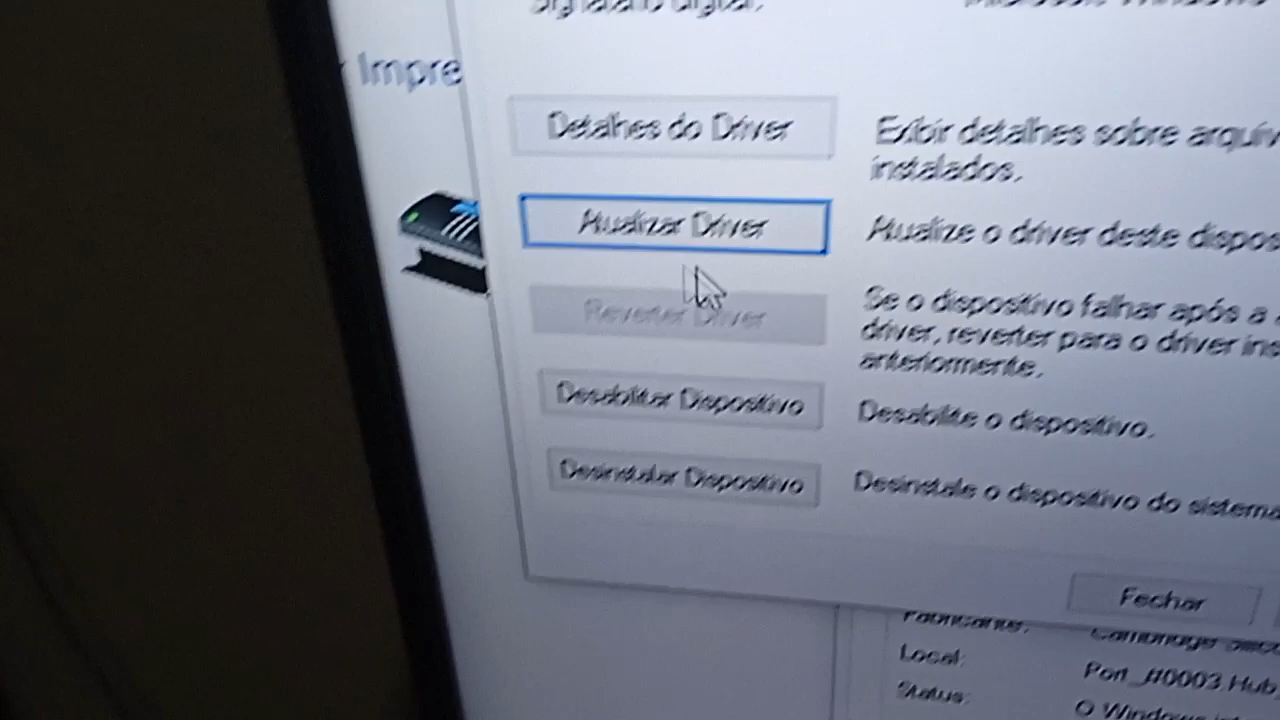 Impre
Detalhes do Driver
Exibir detalhes sobre arquiv
instalados.
Atualizar Driver
Atualize o driver deste dispos
Reverter Driver
Se o dispositivo falhar após a
driver, reverter para o driver ins
anteriormente.
Desabilitar Dispositivo
Desabilite o dispositivo.
Desinstalar Dispositivo
Desinstale o dispositivo do sistema
Fechar
Fabricante:
Local:
Port_#0003.Hub
Status:
O Windows